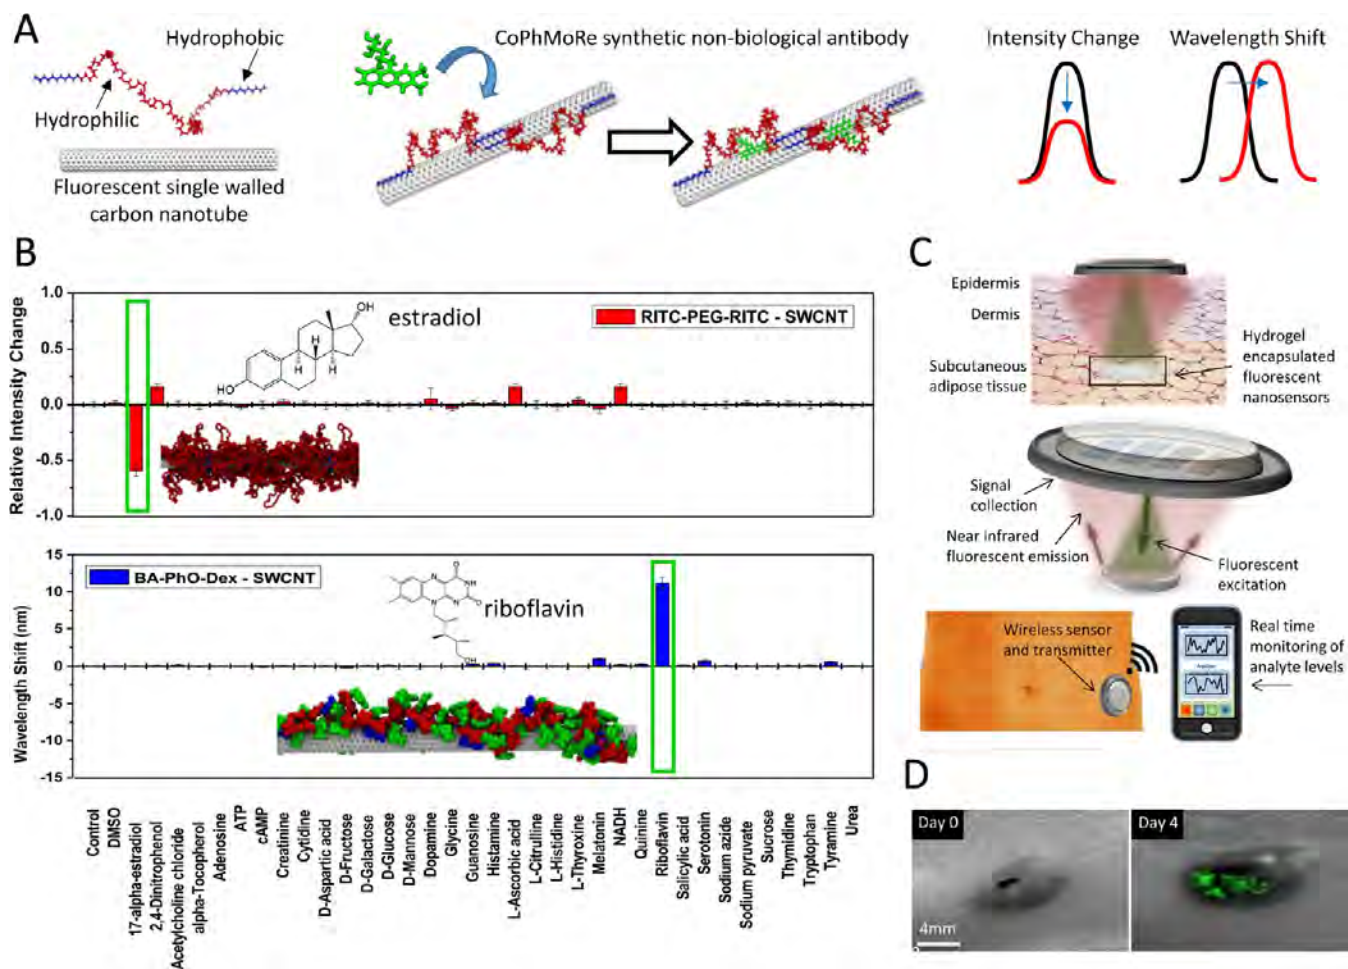 A
Hydrophobic
Hydrophilic
Fluorescent single walled
carbon nanotube
CoPhMoRe synthetic non-biological antibody
Intensity Change
Wavelength Shift
B
Relative Intensity Change
1.0
0.5
0.0
-0.5
-1.0
OH
HO
H
H
H
estradiol
RITC-PEG-RITC - SWCNT
Wavelength Shift (nm)
15
10
5
0
-5
-10
-15
BA-PhO-Dex - SWCNT
riboflavin
Control
DMSO
17-alpha-estradiol
2,4-Dinitrophenol
Acetylcholine chloride
alpha-Tocopherol
Adenosine
ATP
cAMP
Creatinine
Cytidine
D-Aspartic acid
D-Fructose
D-Galactose
D-Glucose
D-Mannose
Dopamine
Glycine
Guanosine
Histamine
L-Ascorbic acid
L-Citrulline
L-Histidine
L-Thyroxine
Melatonin
NADH
Quinine
Riboflavin
Salicylic acid
Serotonin
Sodium azide
Sodium pyruvate
Sucrose
Thymidine
Tryptophan
Tyramine
Urea
C
Epidermis
Dermis
Subcutaneous
adipose tissue
Hydrogel
encapsulated
fluorescent
nanosensors
Signal
collection
Near infrared
fluorescent emission
Fluorescent
excitation
Wireless sensor
and transmitter
Real time
monitoring of
analyte levels
D
Day 0
4mm
Day 4